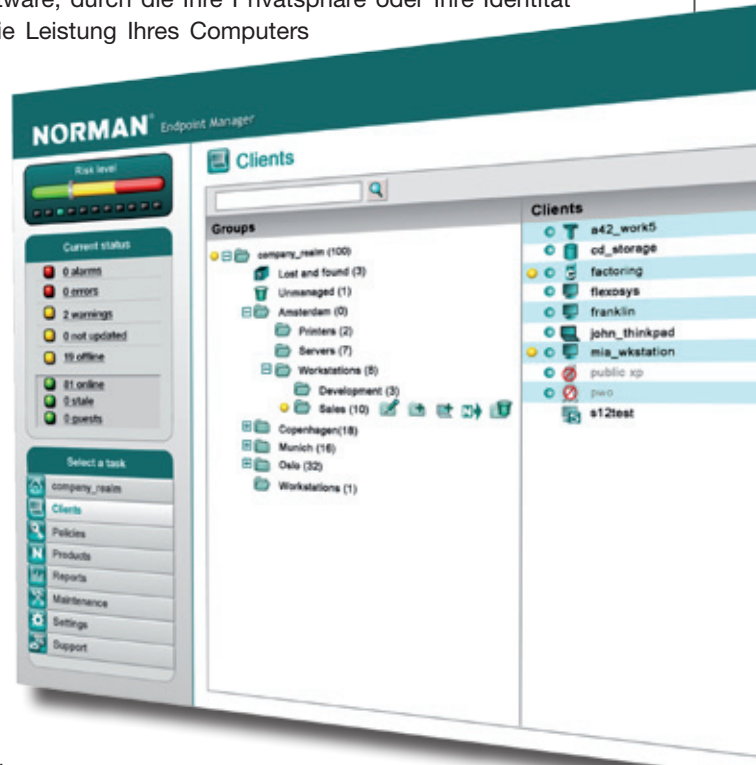 tware, durch die Ihre Privatsphäre oder Ihre Identität
ie Leistung Ihres Computers
NORMAN® Endpoint Manager
Risk level
Current status
0 alarms
0 errors
2 warnings
0 not updated
19 offline
81 online
0 stale
0 guests
Select a task
company_realm
Clients
Policies
Products
Reports
Maintenance
Settings
Support
Clients
Groups
company_realm (100)
Lost and found (3)
Unmanaged (1)
Amsterdam (0)
Printers (2)
Servers (7)
Workstations (8)
Development (3)
Sales (10)
Copenhagen(18)
Munich (16)
Oslo (32)
Workstations (1)
Clients
a42_work5
cd_storage
factoring
flexosys
franklin
john_thinkpad
mia_wkstation
public xp
pwo
s12test